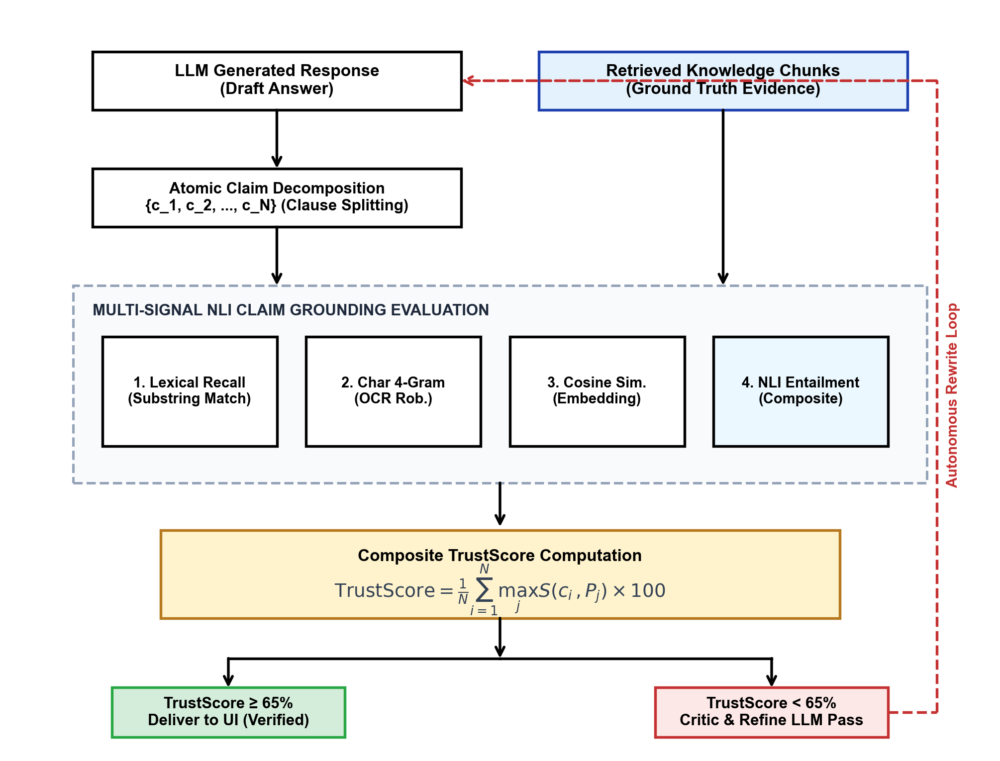 LLM Generated Response
(Draft Answer)
Retrieved Knowledge Chunks
(Ground Truth Evidence)
Atomic Claim Decomposition
{c_1, c_2, ..., c_N} (Clause Splitting)
MULTI-SIGNAL NLI CLAIM GROUNDING EVALUATION
1. Lexical Recall
(Substring Match)
2. Char 4-Gram
(OCR Rob.)
3. Cosine Sim.
(Embedding)
4. NLI Entailment
(Composite)
Autonomous Rewrite Loop
Composite TrustScore Computation
TrustScore = \frac{1}{N} \sum_{i=1}^{N} \max_{j} S(c_i, P_j) × 100
TrustScore ≥ 65%
Deliver to UI (Verified)
TrustScore < 65%
Critic & Refine LLM Pass